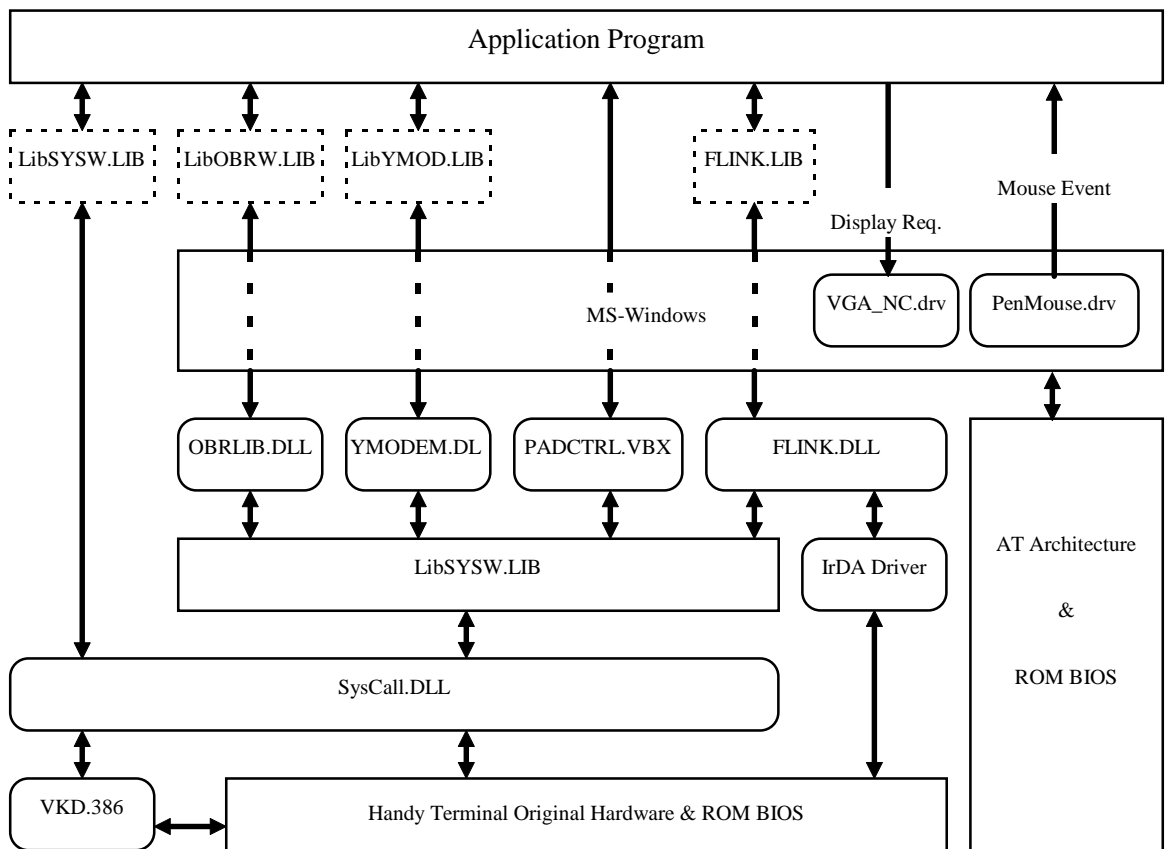 Application Program
LibSYSW.LIB
LibOBRW.LIB
LibYMOD.LIB
FLINK.LIB
Mouse Event
Display Req.
VGA_NC.drv
PenMouse.drv
MS-Windows
OBRLIB.DLL
YMODEM.DL
PADCTRL.VBX
FLINK.DLL
AT Architecture
&
ROM BIOS
LibSYSW.LIB
IrDA Driver
SysCall.DLL
VKD.386
Handy Terminal Original Hardware & ROM BIOS